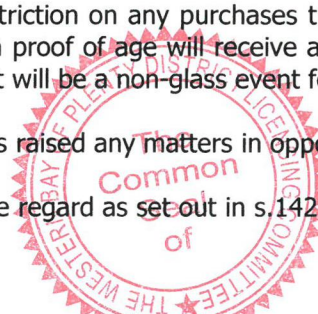 triction on any purchases t
proof of age will receive a
t will be a non-glass event f
s raised any matters in oppo
e regard as set out in s.142
THE WESTERN BAY OF PLENTY DISTRICT LICENSING COMMITTEE
The
Common
Seal
of